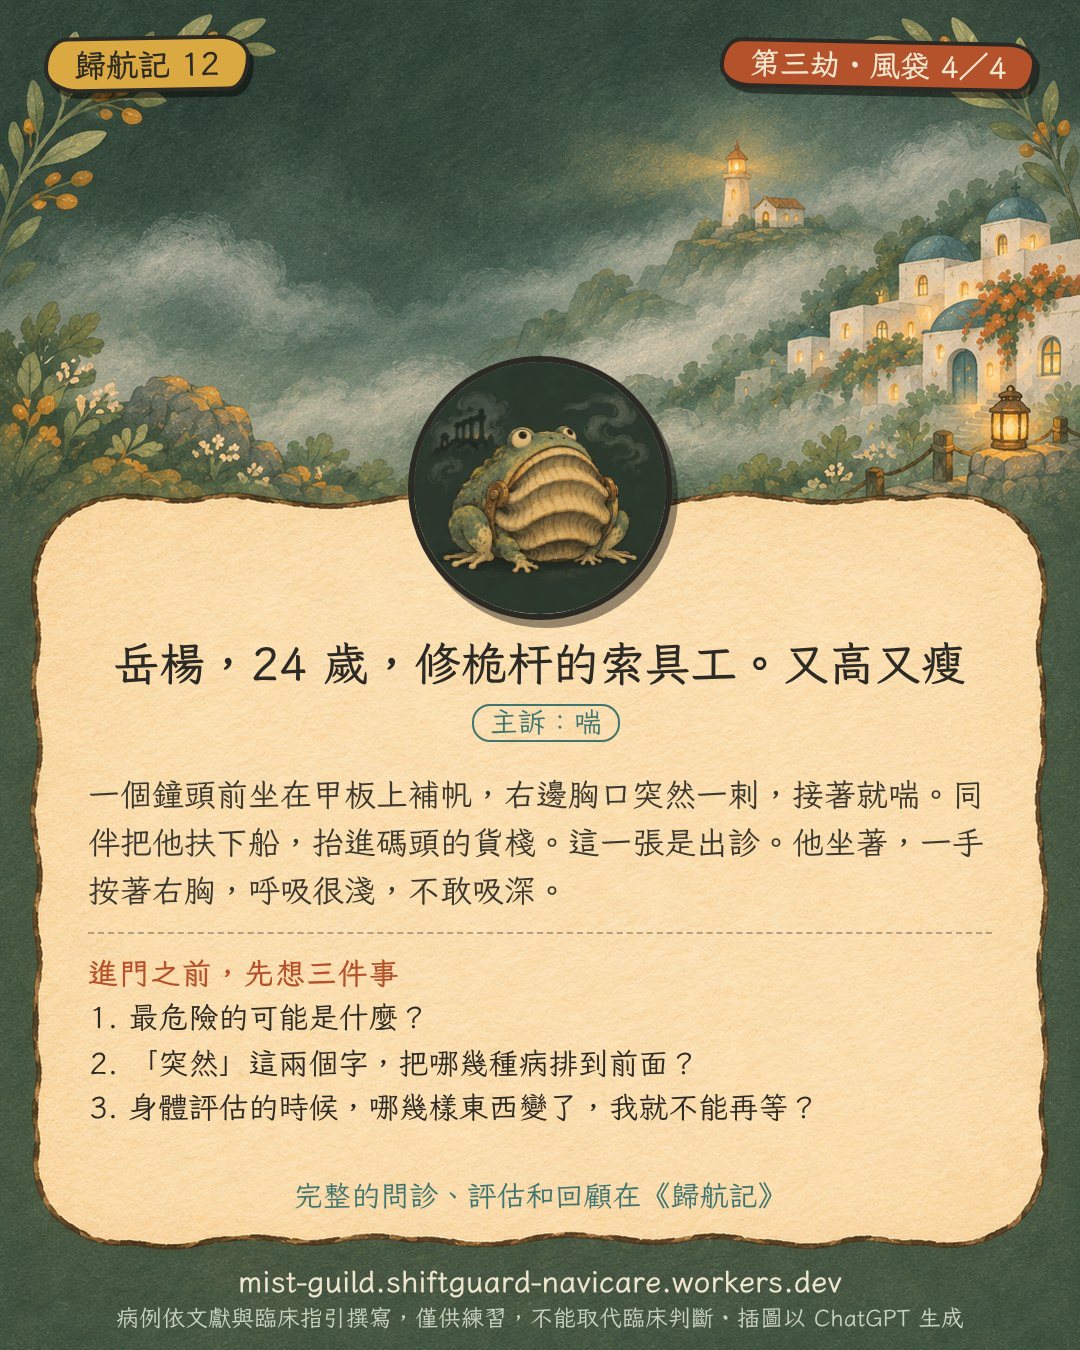 歸航記 12
第三劫・風袋 4／4
岳楊，24 歲，修桅杆的索具工。又高又瘦
主訴：喘
一個鐘頭前坐在甲板上補帆，右邊胸口突然一刺，接著就喘。同
伴把他扶下船，抬進碼頭的貨棧。這一張是出診。他坐著，一手
按著右胸，呼吸很淺，不敢吸深。
進門之前，先想三件事
1. 最危險的可能是什麼？
2. 「突然」這兩個字，把哪幾種病排到前面？
3. 身體評估的時候，哪幾樣東西變了，我就不能再等？
完整的問診、評估和回顧在《歸航記》
mist-guild.shiftguard-navicare.workers.dev
病例依文獻與臨床指引撰寫，僅供練習，不能取代臨床判斷・插圖以 ChatGPT 生成